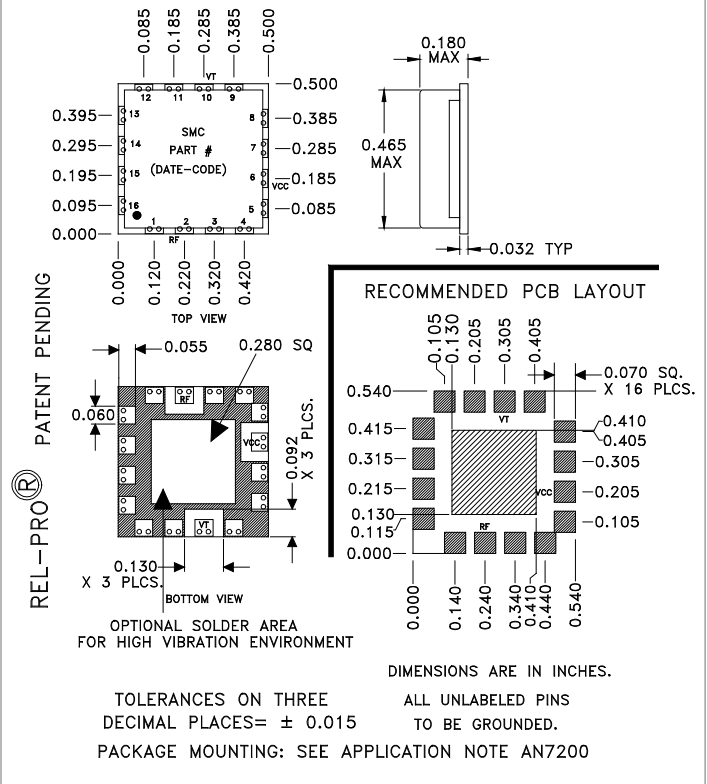 0.085
0.185
0.285
0.385
0.500
VT
12 11 10 9
0.500
0.395
0.295
0.195
0.095
0.000
13
14
15
16
SMC
PART #
(DATE-CODE)
8
7
6
5
VCC
0.385
0.285
0.185
0.085
1 2 3 4
RF
0.000
0.120
0.220
0.320
0.420
TOP VIEW
0.180
MAX
0.465
MAX
0.032 TYP
REL-PRO® PATENT PENDING
0.055
0.280 SQ
0.060
RF
VCC
VT
0.092
X 3 PLCS.
0.130
X 3 PLCS.
BOTTOM VIEW
OPTIONAL SOLDER AREA
FOR HIGH VIBRATION ENVIRONMENT
RECOMMENDED PCB LAYOUT
0.105
0.130
0.205
0.305
0.405
0.070 SQ.
X 16 PLCS.
0.540
0.415
0.315
0.215
0.130
0.115
0.000
VT
VCC
RF
0.410
0.405
0.305
0.205
0.105
0.000
0.140
0.240
0.340
0.410
0.440
0.540
DIMENSIONS ARE IN INCHES.
TOLERANCES ON THREE
DECIMAL PLACES= ± 0.015
ALL UNLABELED PINS
TO BE GROUNDED.
PACKAGE MOUNTING: SEE APPLICATION NOTE AN7200